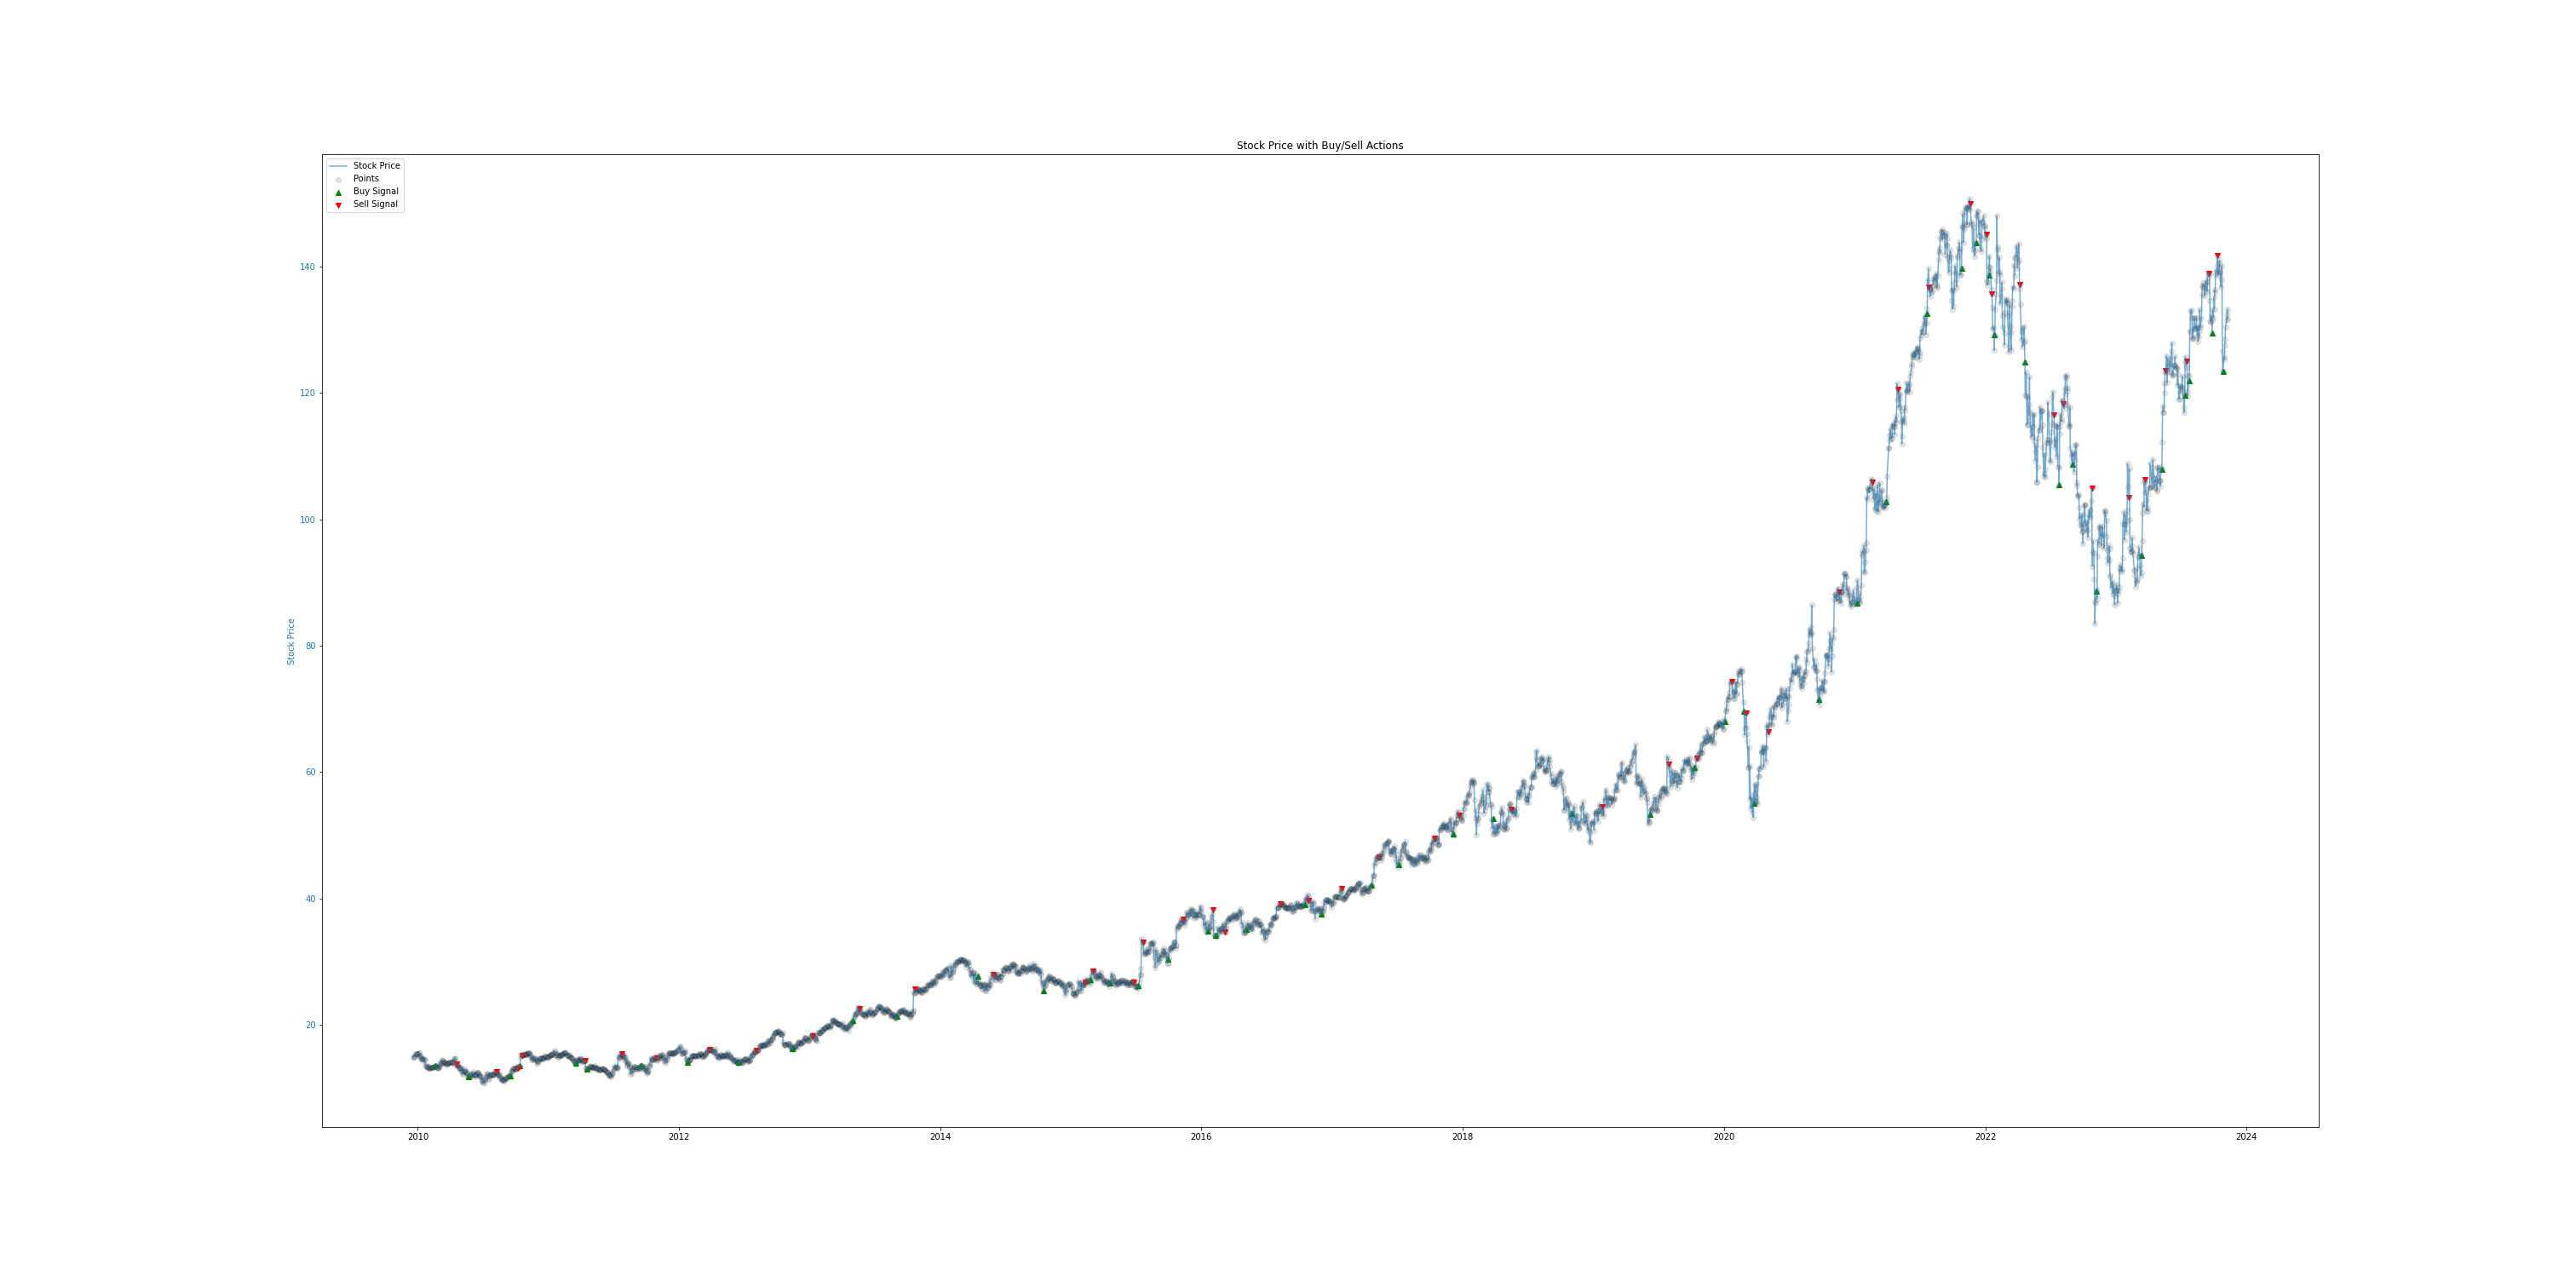 Stock Price with Buy/Sell Actions
Stock Price
Points
Buy Signal
Sell Signal
140
120
100
80
60
40
20
Stock Price
2010 2012 2014 2016 2018 2020 2022 2024